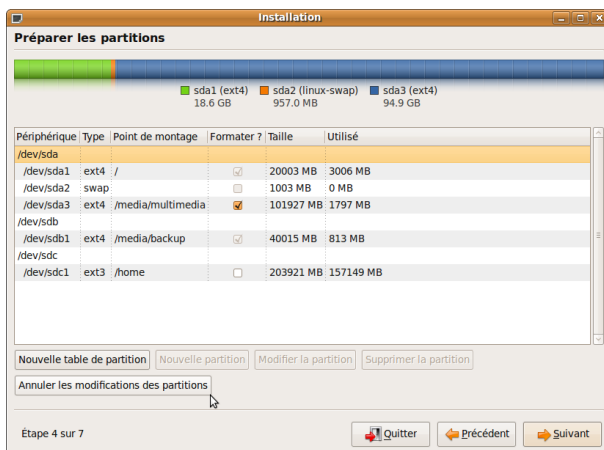 Installation
Préparer les partitions
sda1 (ext4) sda2 (linux-swap) sda3 (ext4)
18.6 GB 957.0 MB 94.9 GB
Périphérique Type Point de montage Formater ? Taille Utilisé
/dev/sda
/dev/sda1 ext4 / 20003 MB 3006 MB
/dev/sda2 swap 1003 MB 0 MB
/dev/sda3 ext4 /media/multimedia 101927 MB 1797 MB
/dev/sdb
/dev/sdb1 ext4 /media/backup 40015 MB 813 MB
/dev/sdc
/dev/sdc1 ext3 /home 203921 MB 157149 MB
Nouvelle table de partition Nouvelle partition Modifier la partition Supprimer la partition
Annuler les modifications des partitions
Étape 4 sur 7 Quitter Précédent Suivant